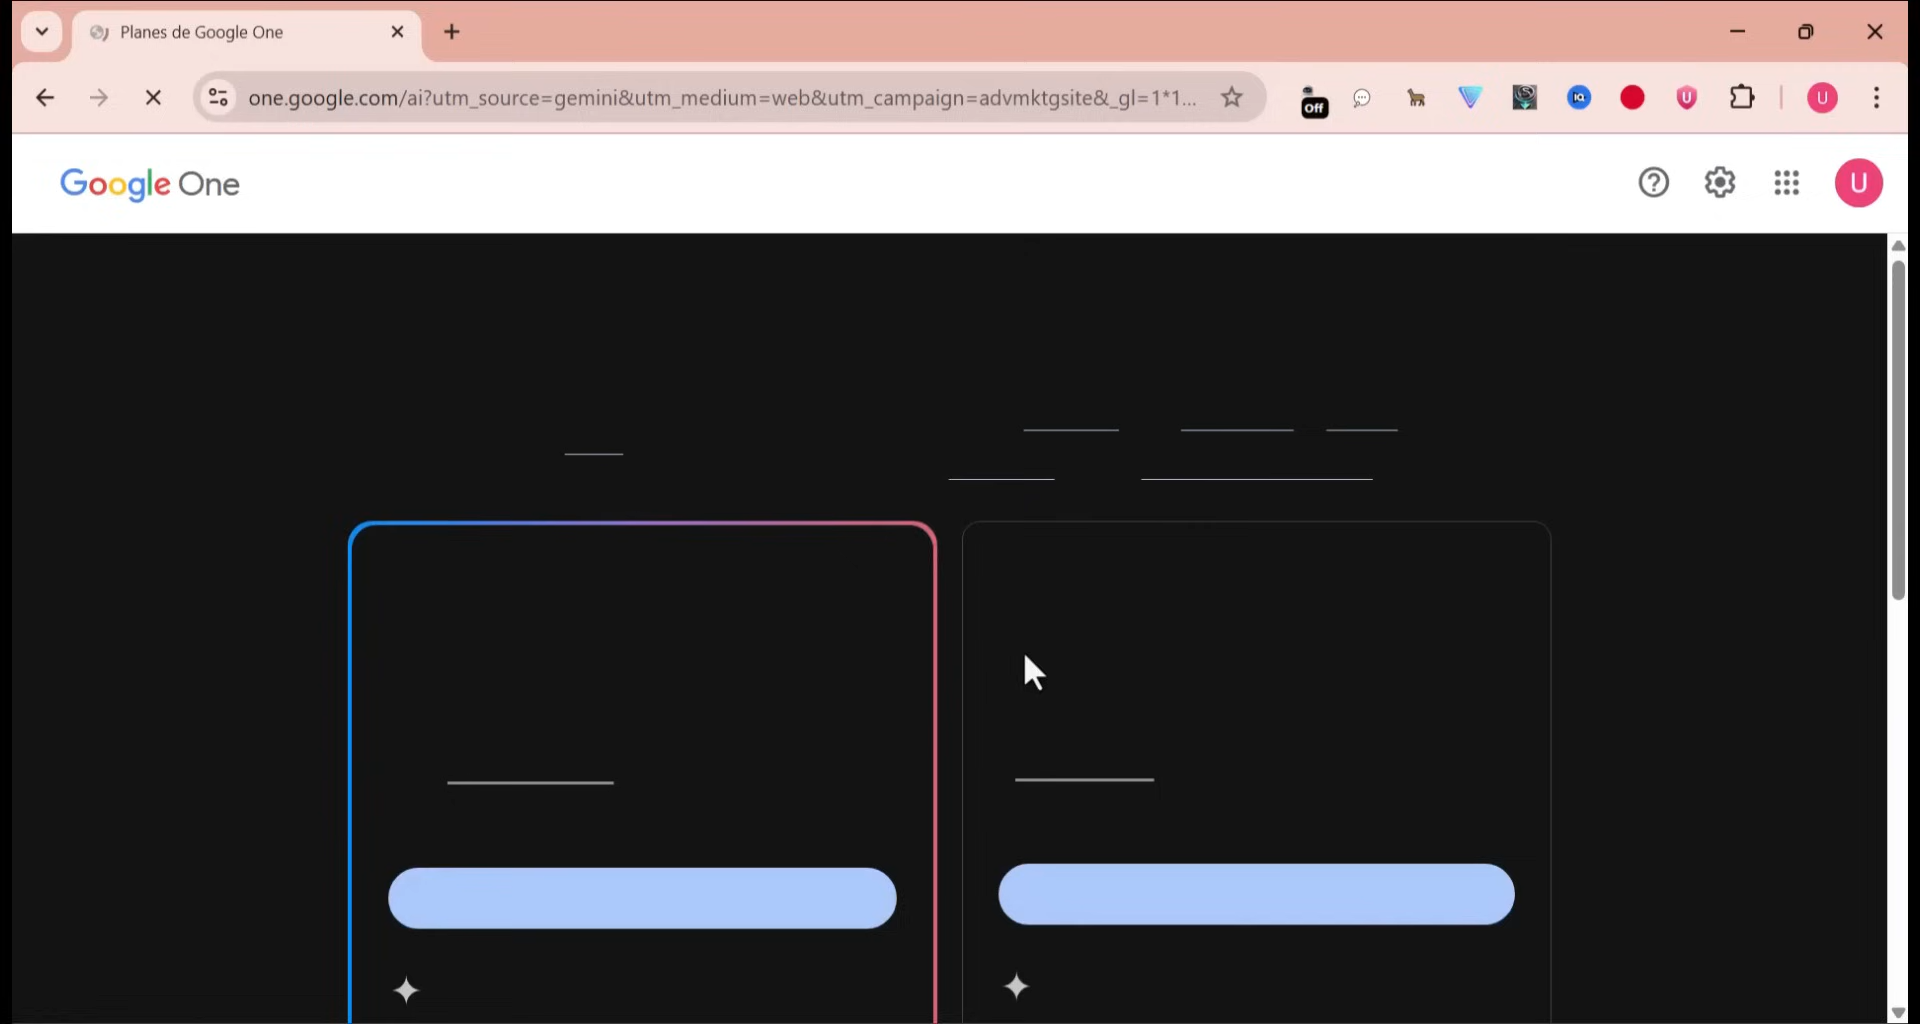 Planes de Google One
one.google.com/ai?utm_source=gemini&utm_medium=web&utm_campaign=advmktgsite&_gl=1*1...
Off
IQ
U
U
Google One
U